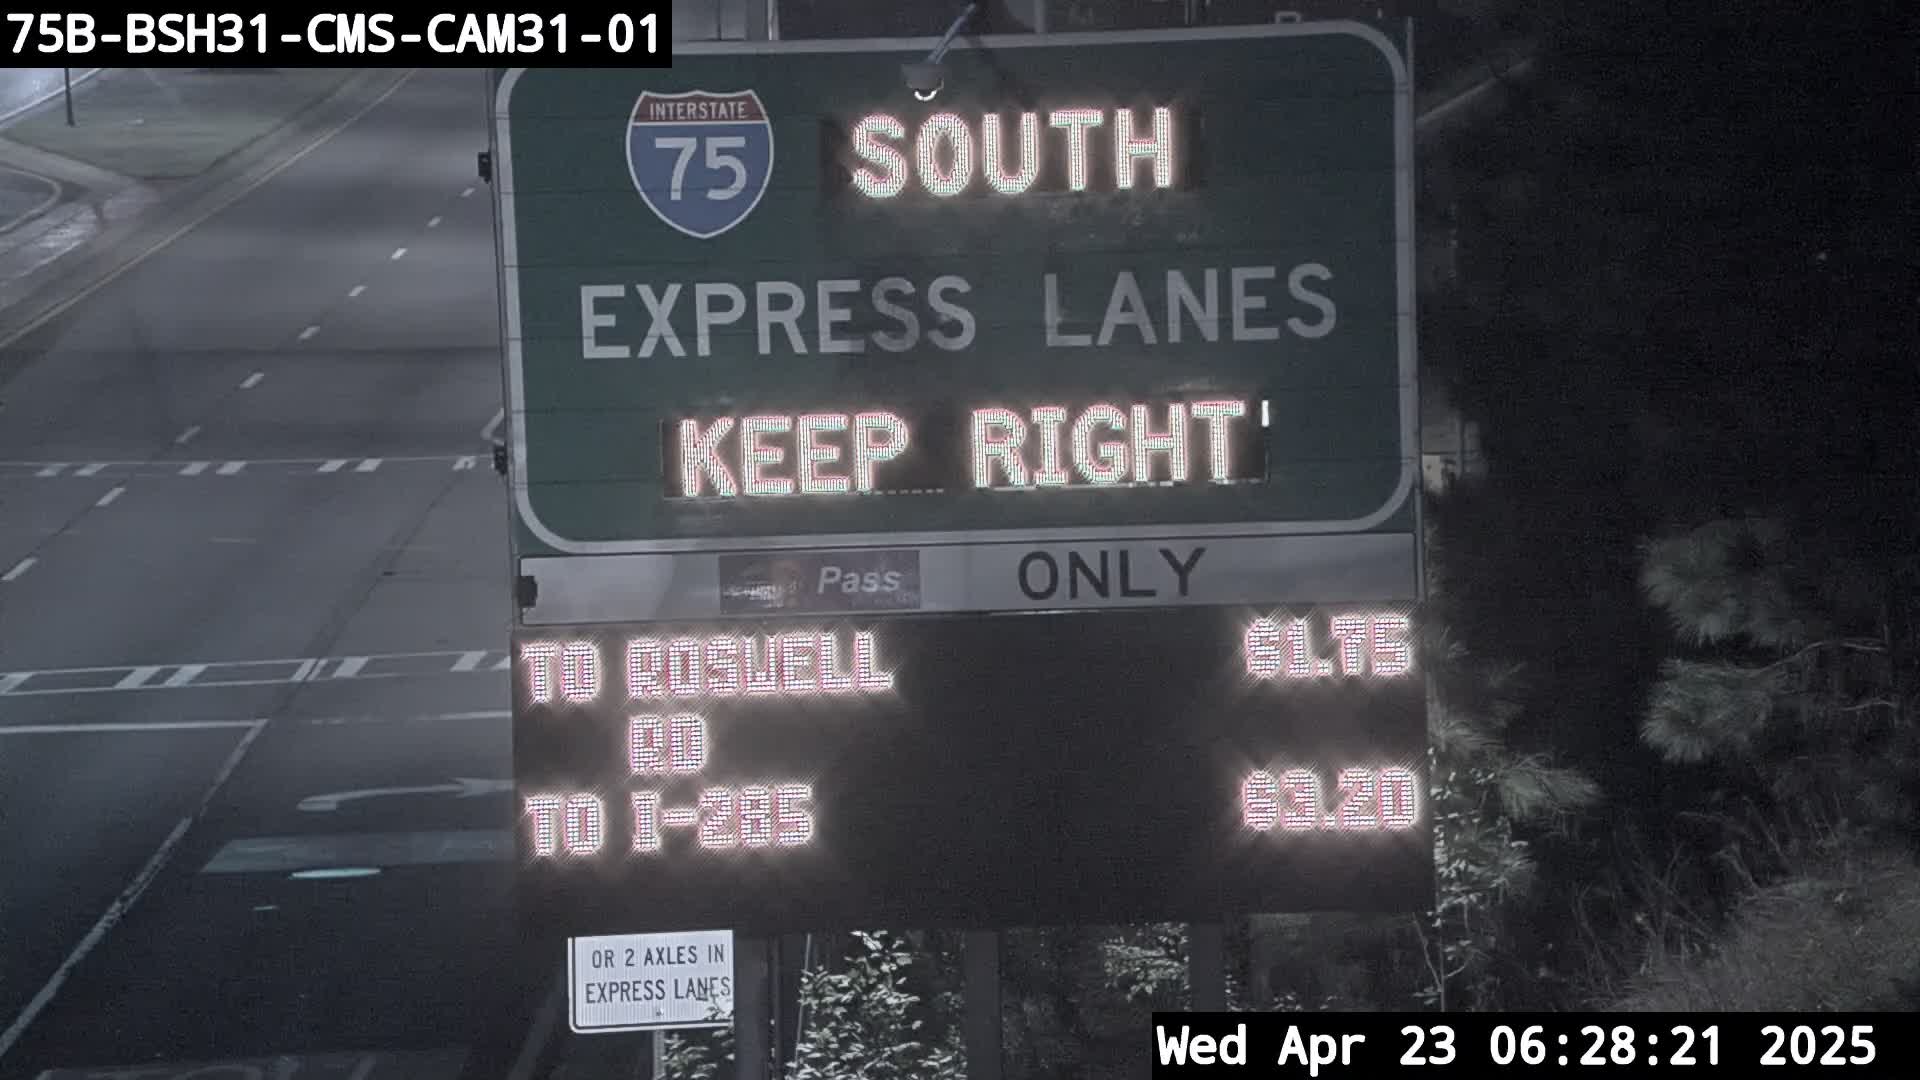 75B-BSH31-CMS-CAM31-01
INTERSTATE
75
SOUTH
EXPRESS LANES
KEEP RIGHT
Pass ONLY
TO ROSWELL $1.75
RD
TO I-285 $3.20
OR 2 AXLES IN
EXPRESS LANES
Wed Apr 23 06:28:21 2025